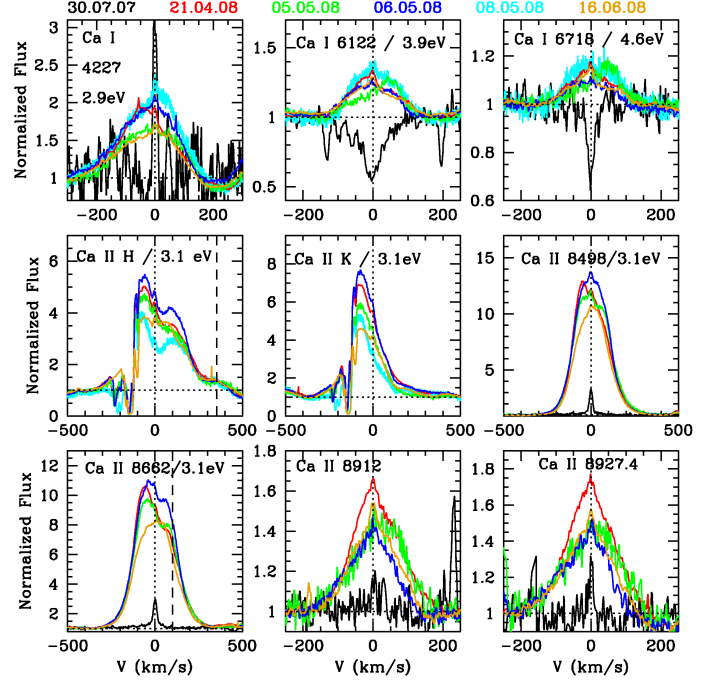 30.07.07 21.04.08 05.05.08 06.05.08 08.05.08 16.06.08
Normalized Flux
3
2.5
2
1.5
1
Ca I
4227
2.9eV
−200 0 200
1.5
1
0.5
Ca I 6122 / 3.9eV
−200 0 200
1.2
1
0.8
0.6
Ca I 6718 / 4.6eV
−200 0 200
Normalized Flux
6
4
2
0
Ca II H / 3.1 eV
−500 0 500
8
6
4
2
0
Ca II K / 3.1eV
−500 0 500
15
10
5
Ca II 8498/3.1eV
−500 0 500
Normalized Flux
12
10
8
6
4
2
Ca II 8662/3.1eV
−500 0 500
V (km/s)
1.8
1.6
1.4
1.2
1
Ca II 8912
−200 0 200
V (km/s)
1.8
1.6
1.4
1.2
1
Ca II 8927.4
−200 0 200
V (km/s)